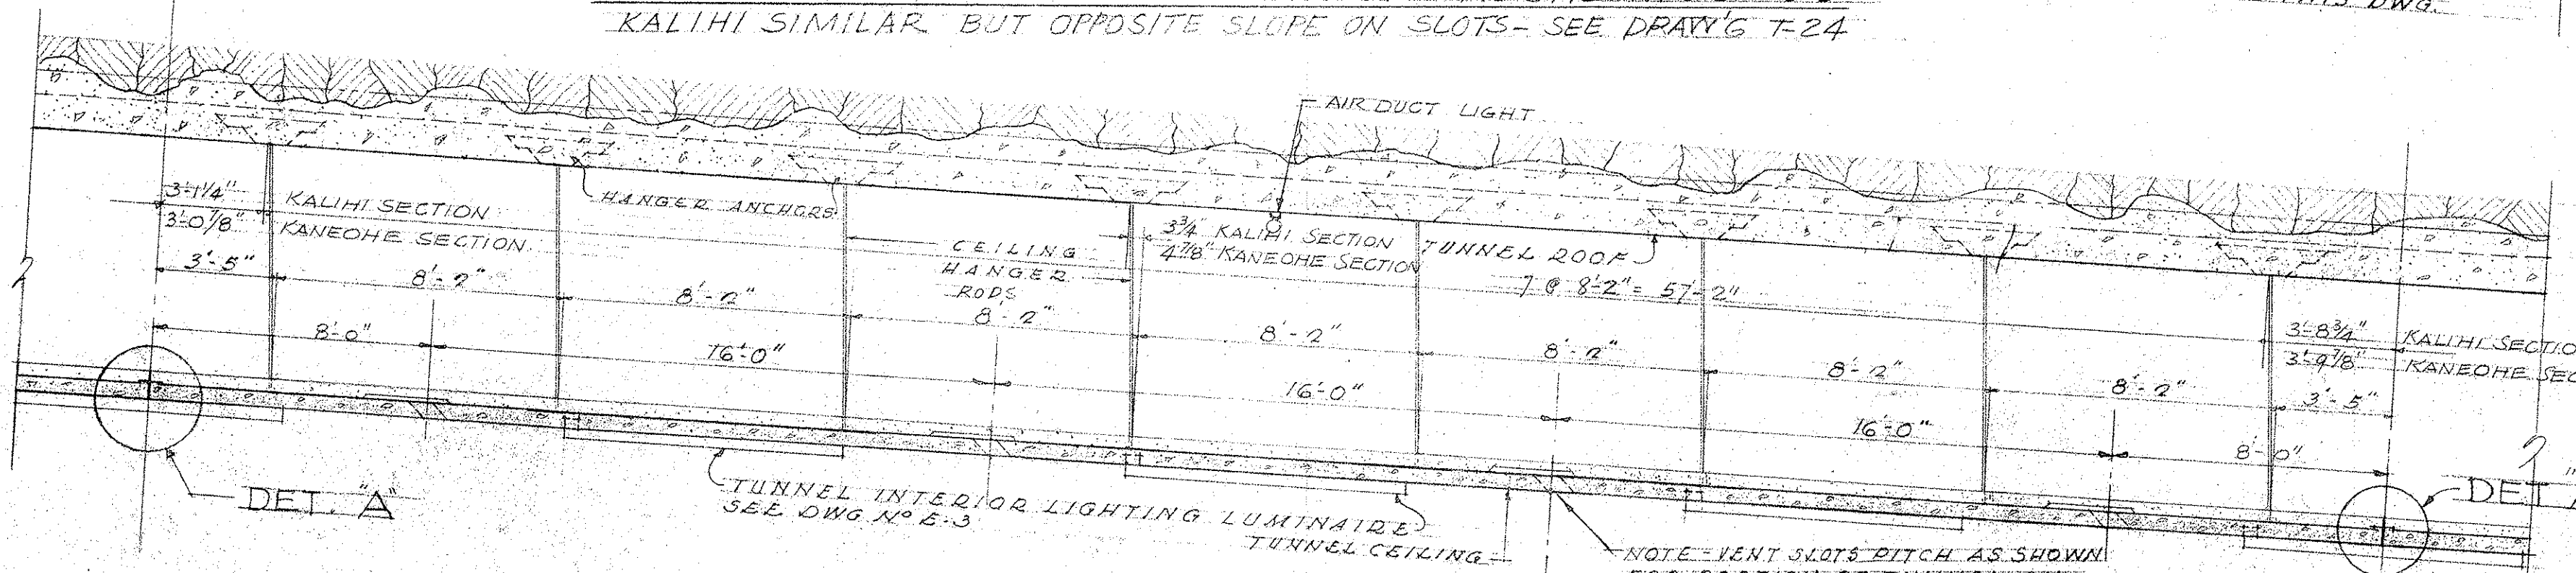 KALIHI SIMILAR BUT OPPOSITE SLOPE ON SLOTS - SEE DRAW'G T-24
THIS DWG.
AIR DUCT LIGHT
3'-1 1/4"
3'-0 7/8"
KALIHI SECTION
KANEOHE SECTION
HANGER ANCHORS
CEILING
HANGER
RODS
3 3/4" KALIHI SECTION
4 7/8" KANEOHE SECTION
TUNNEL ROOF
7 @ 8'-2" = 57'-2"
3'-5"
8'-2"
8'-2"
8'-2"
8'-2"
8'-2"
8'-2"
8'-2"
3'-8 3/4"
3'-9 7/8"
KALIHI SECTIO
KANEOHE SEC
3'-5"
8'-0"
16'-0"
16'-0"
16'-0"
8'-0"
DET. "A"
TUNNEL INTERIOR LIGHTING LUMINAIRE
SEE DWG Nº E-3
TUNNEL CEILING
NOTE - VENT SLOTS PITCH AS SHOWN
DET